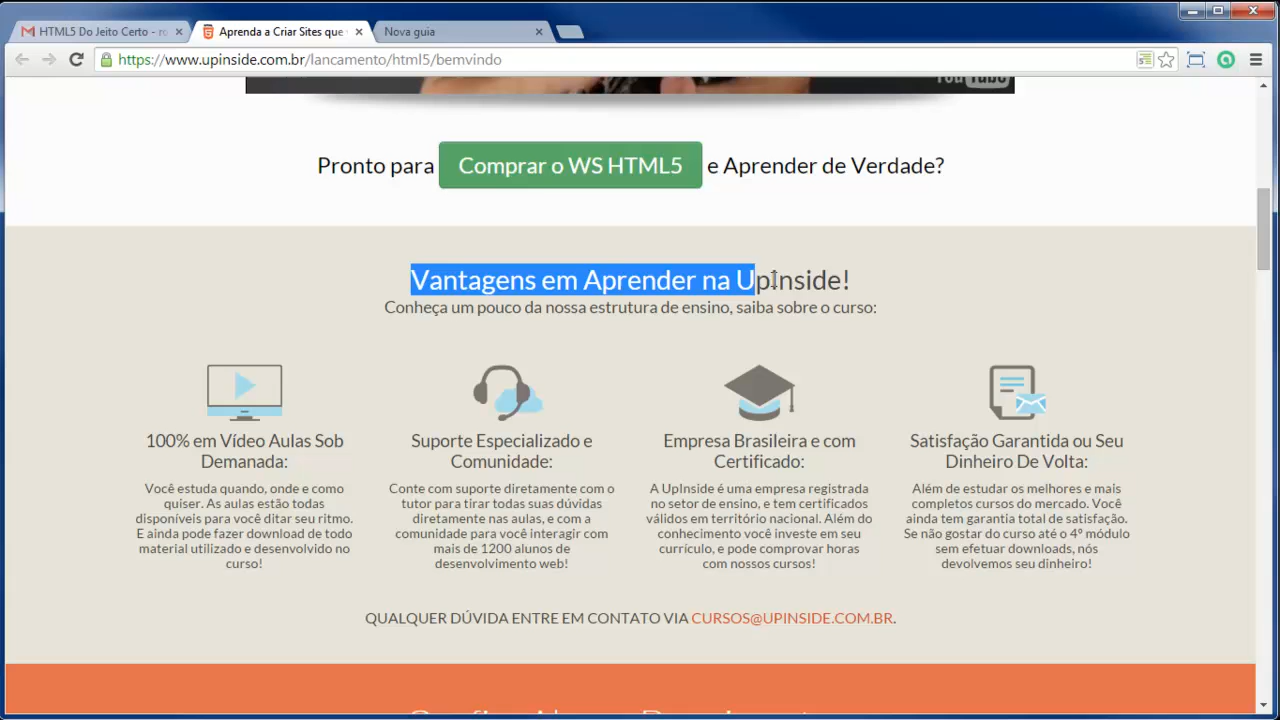 HTML5 Do Jeito Certo - ro
Aprenda a Criar Sites que
Nova guia
https://www.upinside.com.br/lancamento/html5/bemvindo
YouTube
Pronto para Comprar o WS HTML5 e Aprender de Verdade?
Vantagens em Aprender na UpInside!
Conheça um pouco da nossa estrutura de ensino, saiba sobre o curso:
100% em Vídeo Aulas Sob
Demanada:
Você estuda quando, onde e como
quiser. As aulas estão todas
disponíveis para você ditar seu ritmo.
E ainda pode fazer download de todo
material utilizado e desenvolvido no
curso!
Suporte Especializado e
Comunidade:
Conte com suporte diretamente com o
tutor para tirar todas suas dúvidas
diretamente nas aulas, e com a
comunidade para você interagir com
mais de 1200 alunos de
desenvolvimento web!
Empresa Brasileira e com
Certificado:
A UpInside é uma empresa registrada
no setor de ensino, e tem certificados
válidos em território nacional. Além do
conhecimento você investe em seu
currículo, e pode comprovar horas
com nossos cursos!
Satisfação Garantida ou Seu
Dinheiro De Volta:
Além de estudar os melhores e mais
completos cursos do mercado. Você
ainda tem garantia total de satisfação.
Se não gostar do curso até o 4º módulo
sem efetuar downloads, nós
devolvemos seu dinheiro!
QUALQUER DÚVIDA ENTRE EM CONTATO VIA CURSOS@UPINSIDE.COM.BR.